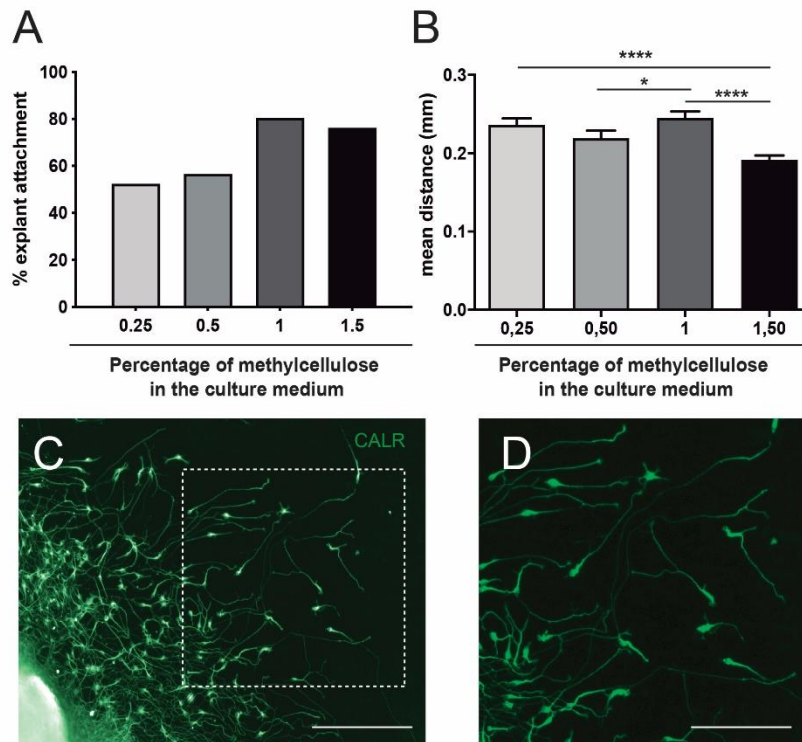 A
% explant attachment
100
80
60
40
20
0
0.25 0.5 1 1.5
Percentage of methylcellulose
in the culture medium
B
mean distance (mm)
0.3
0.2
0.1
0.0
****
* ****
0,25 0,50 1 1,50
Percentage of methylcellulose
in the culture medium
C CALR
D